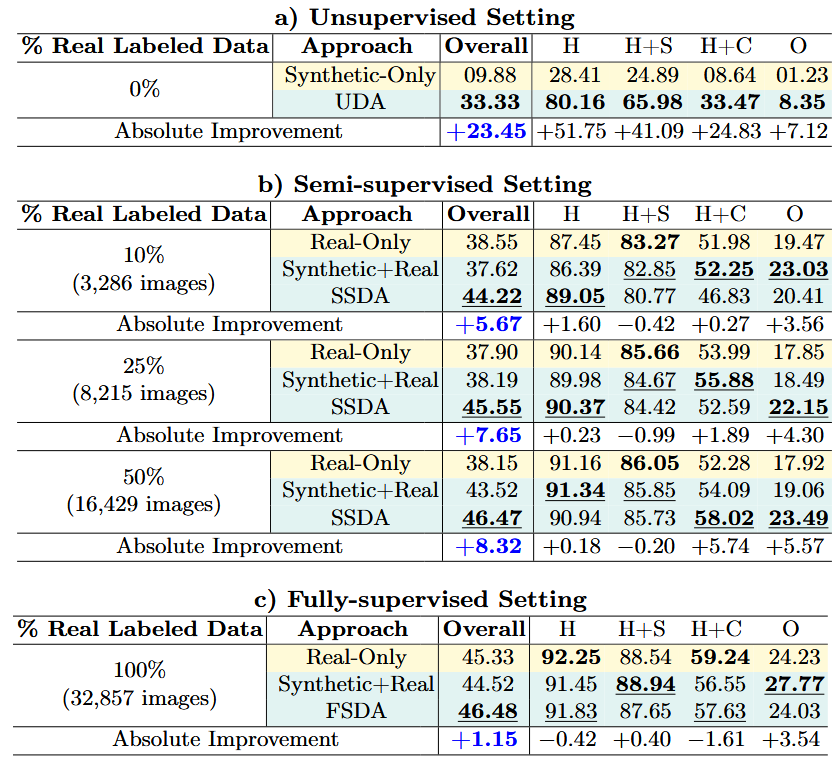 a) Unsupervised Setting
% Real Labeled Data Approach Overall H H+S H+C O
0% Synthetic-Only 09.88 28.41 24.89 08.64 01.23
UDA 33.33 80.16 65.98 33.47 8.35
Absolute Improvement +23.45 +51.75 +41.09 +24.83 +7.12
b) Semi-supervised Setting
% Real Labeled Data Approach Overall H H+S H+C O
10% (3,286 images) Real-Only 38.55 87.45 83.27 51.98 19.47
Synthetic+Real 37.62 86.39 82.85 52.25 23.03
SSDA 44.22 89.05 80.77 46.83 20.41
Absolute Improvement +5.67 +1.60 −0.42 +0.27 +3.56
25% (8,215 images) Real-Only 37.90 90.14 85.66 53.99 17.85
Synthetic+Real 38.19 89.98 84.67 55.88 18.49
SSDA 45.55 90.37 84.42 52.59 22.15
Absolute Improvement +7.65 +0.23 −0.99 +1.89 +4.30
50% (16,429 images) Real-Only 38.15 91.16 86.05 52.28 17.92
Synthetic+Real 43.52 91.34 85.85 54.09 19.06
SSDA 46.47 90.94 85.73 58.02 23.49
Absolute Improvement +8.32 +0.18 −0.20 +5.74 +5.57
c) Fully-supervised Setting
% Real Labeled Data Approach Overall H H+S H+C O
100% (32,857 images) Real-Only 45.33 92.25 88.54 59.24 24.23
Synthetic+Real 44.52 91.45 88.94 56.55 27.77
FSDA 46.48 91.83 87.65 57.63 24.03
Absolute Improvement +1.15 −0.42 +0.40 −1.61 +3.54